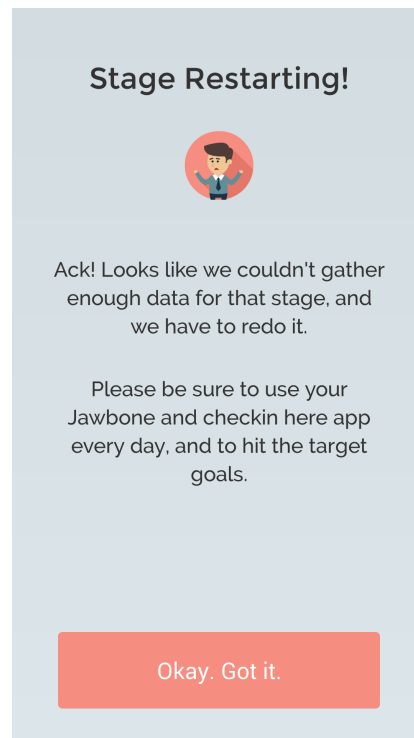 Stage Restarting!
Ack! Looks like we couldn't gather
enough data for that stage, and
we have to redo it.
Please be sure to use your
Jawbone and checkin here app
every day, and to hit the target
goals.
Okay. Got it.